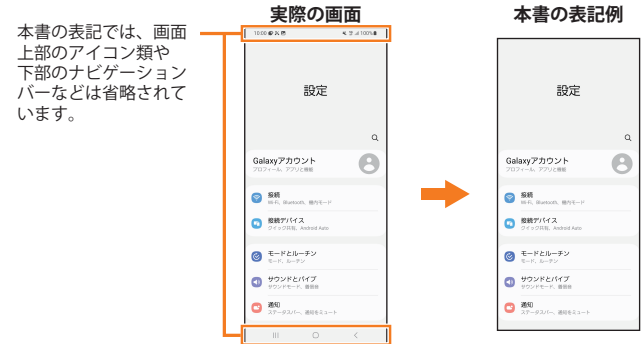 実際の画面
本書の表記例
本書の表記では、画面
上部のアイコン類や
下部のナビゲーション
バーなどは省略されて
います。
10:00
100%
設定
Galaxyアカウント
プロフィール、アプリと機能
接続
Wi-Fi、Bluetooth、機内モード
接続デバイス
クイック共有、Android Auto
モードとルーチン
モード、ルーチン
サウンドとバイブ
サウンドモード、着信音
通知
ステータスバー、通知をミュート
設定
Galaxyアカウント
プロフィール、アプリと機能
接続
Wi-Fi、Bluetooth、機内モード
接続デバイス
クイック共有、Android Auto
モードとルーチン
モード、ルーチン
サウンドとバイブ
サウンドモード、着信音
通知
ステータスバー、通知をミュート